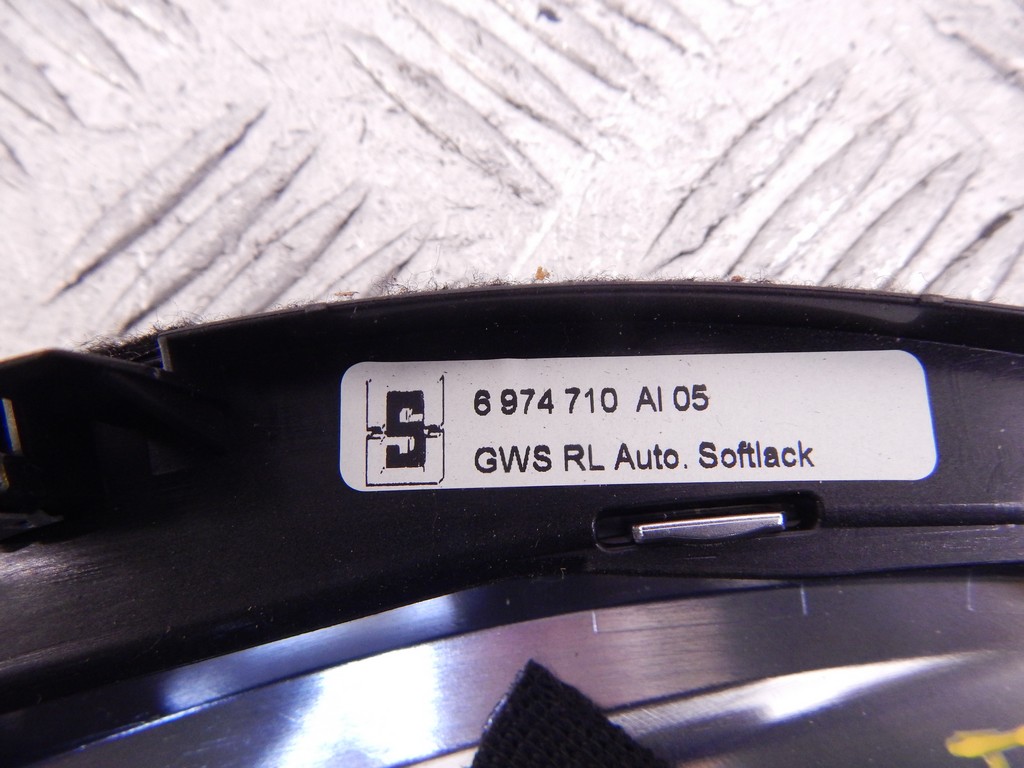 S
6 974 710 AI 05
GWS RL Auto. Softlack